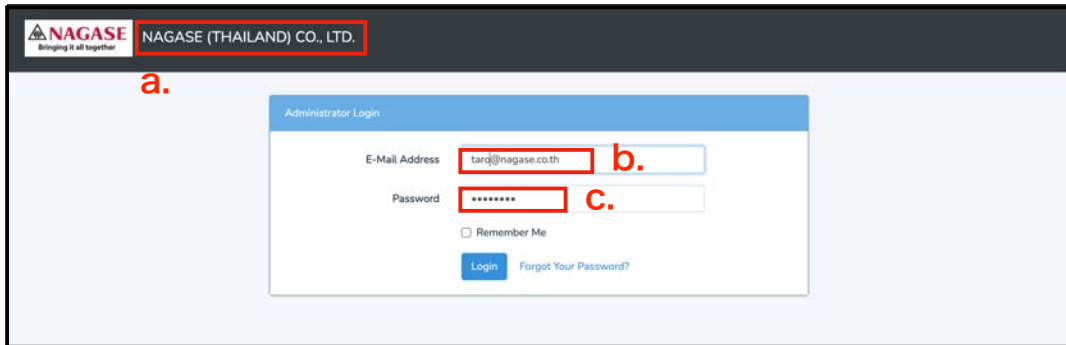 NAGASE
Bringing it all together
NAGASE (THAILAND) CO., LTD.
a.
Administrator Login
E-Mail Address
taro@nagase.co.th
b.
Password
••••••••
c.
Remember Me
Login
Forgot Your Password?